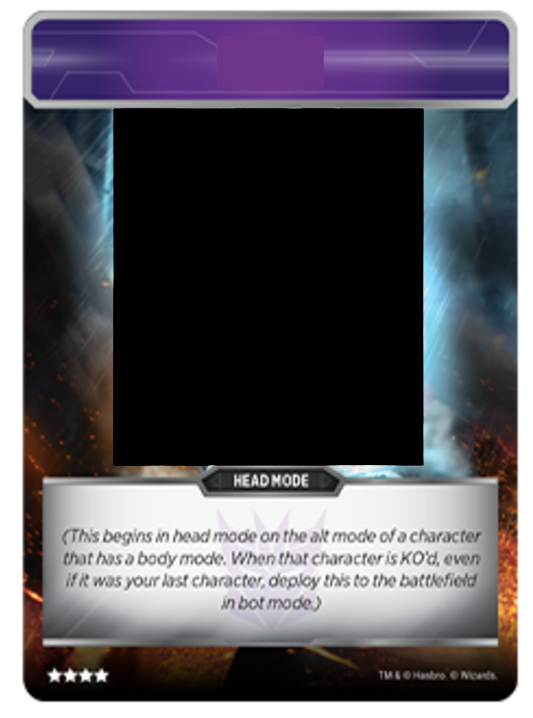 HEAD MODE
(This begins in head mode on the alt mode of a character
that has a body mode. When that character is KO'd, even
if it was your last character, deploy this to the battlefield
in bot mode.)
TM & © Hasbro. © Wizards.